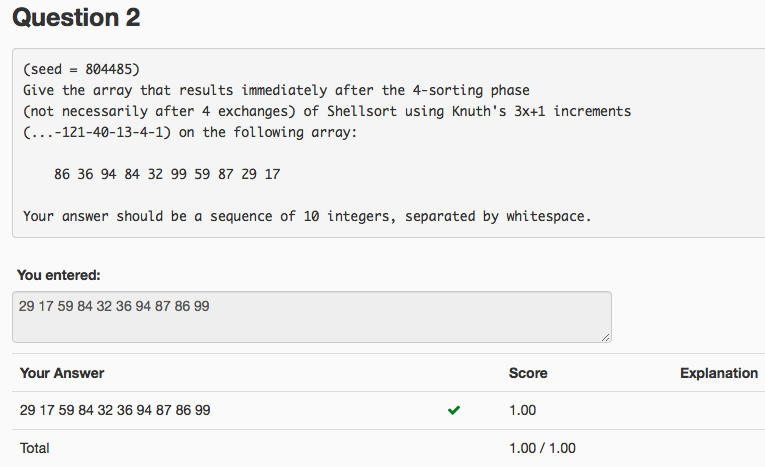 Question 2
(seed = 804485)
Give the array that results immediately after the 4-sorting phase
(not necessarily after 4 exchanges) of Shellsort using Knuth's 3x+1 increments
(...-121-40-13-4-1) on the following array:
86 36 94 84 32 99 59 87 29 17
Your answer should be a sequence of 10 integers, separated by whitespace.
You entered:
29 17 59 84 32 36 94 87 86 99
Your Answer Score Explanation
29 17 59 84 32 36 94 87 86 99 ✔ 1.00
Total 1.00 / 1.00